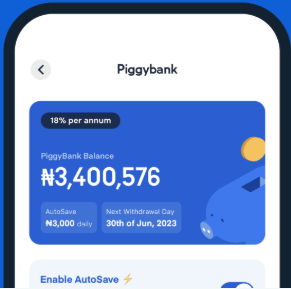 Piggybank
18% per annum
PiggyBank Balance
₦3,400,576
AutoSave
₦3,000 daily
Next Withdrawal Day
30th of Jun, 2023
Enable AutoSave ⚡